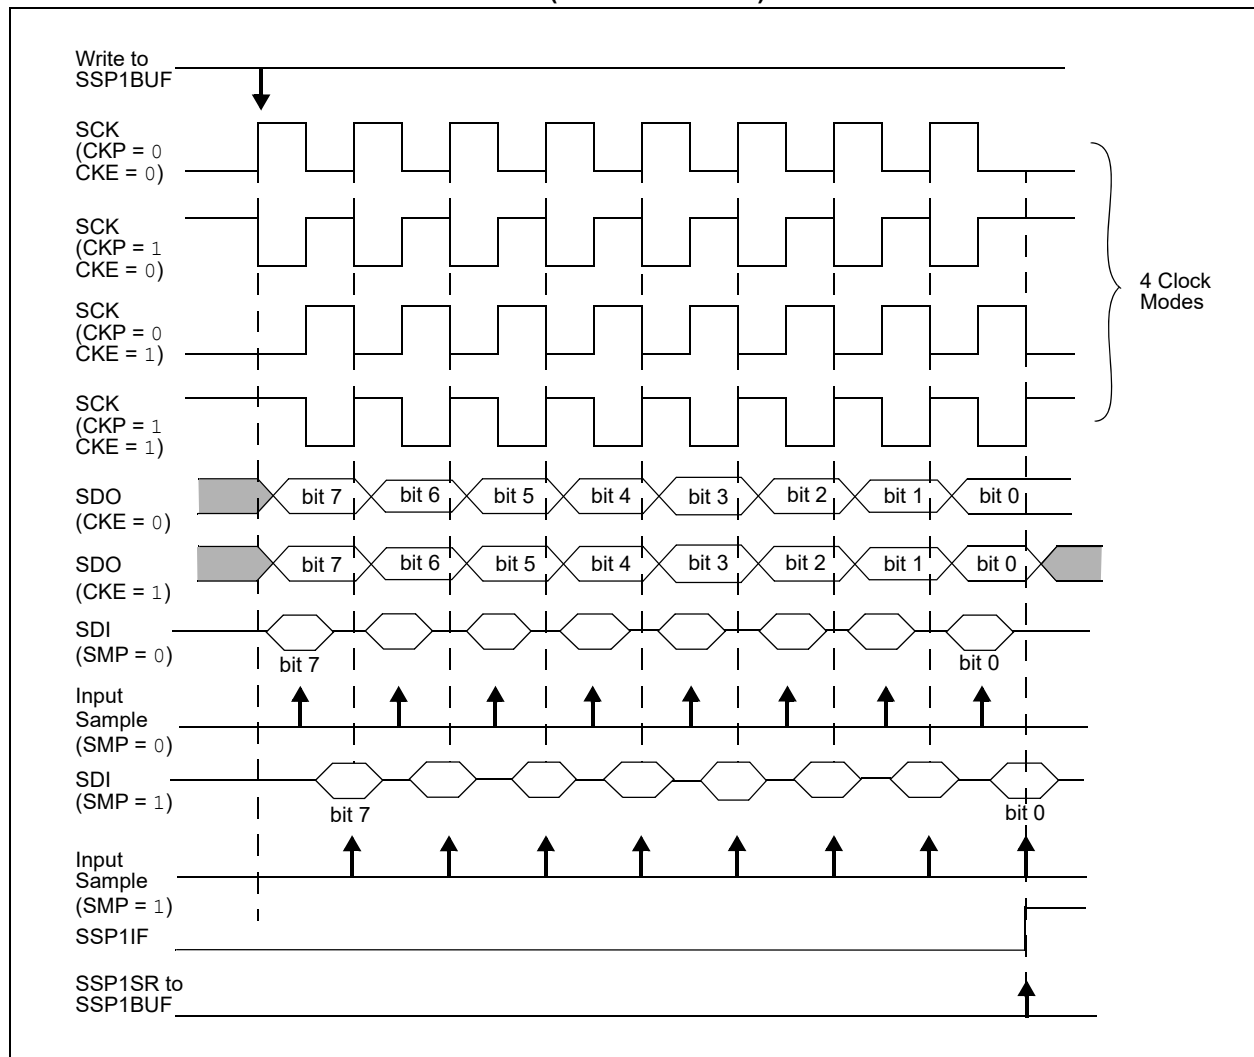 Write to
SSP1BUF
SCK
(CKP = 0
CKE = 0)
SCK
(CKP = 1
CKE = 0)
4 Clock
Modes
SCK
(CKP = 0
CKE = 1)
SCK
(CKP = 1
CKE = 1)
SDO
(CKE = 0)
bit 7 bit 6 bit 5 bit 4 bit 3 bit 2 bit 1 bit 0
SDO
(CKE = 1)
bit 7 bit 6 bit 5 bit 4 bit 3 bit 2 bit 1 bit 0
SDI
(SMP = 0)
bit 7 bit 0
Input
Sample
(SMP = 0)
SDI
(SMP = 1)
bit 7 bit 0
Input
Sample
(SMP = 1)
SSP1IF
SSP1SR to
SSP1BUF